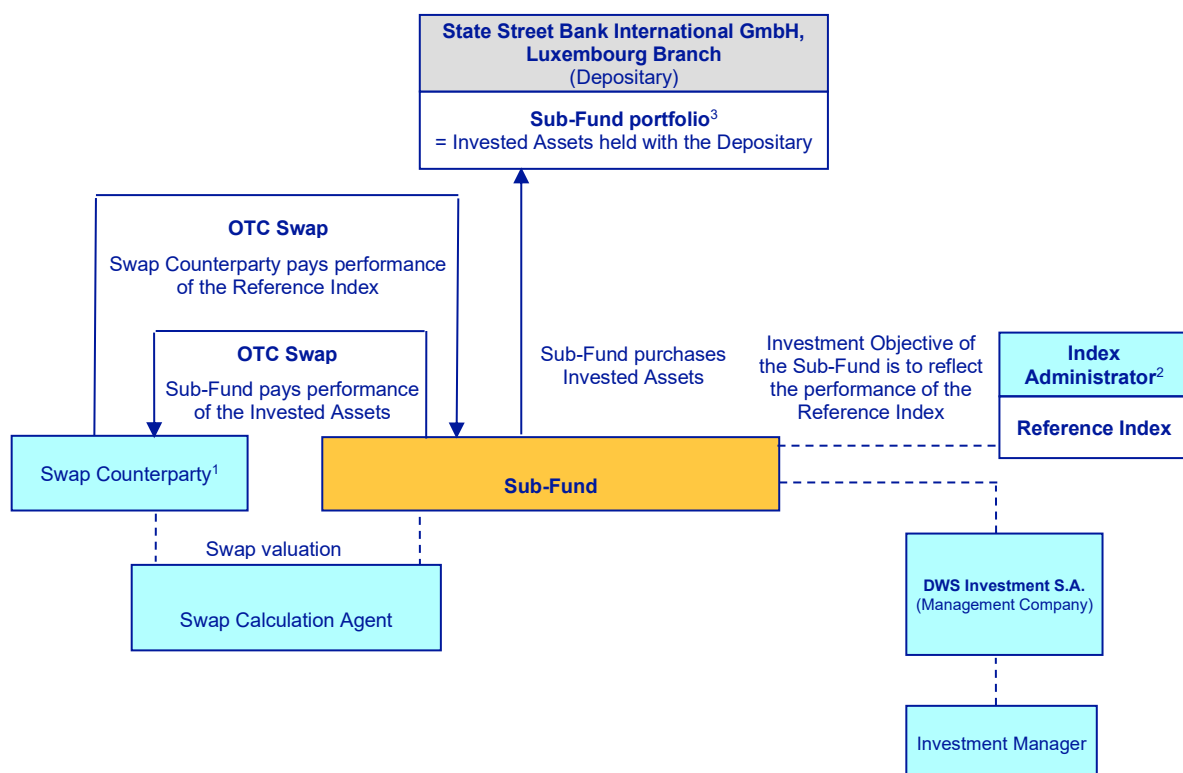 State Street Bank International GmbH,
Luxembourg Branch
(Depositary)
Sub-Fund portfolio³
= Invested Assets held with the Depositary
OTC Swap
Swap Counterparty pays performance
of the Reference Index
OTC Swap
Sub-Fund pays performance
of the Invested Assets
Sub-Fund purchases
Invested Assets
Investment Objective of
the Sub-Fund is to reflect
the performance of the
Reference Index
Index
Administrator²
Reference Index
Swap Counterparty¹
Sub-Fund
Swap valuation
Swap Calculation Agent
DWS Investment S.A.
(Management Company)
Investment Manager